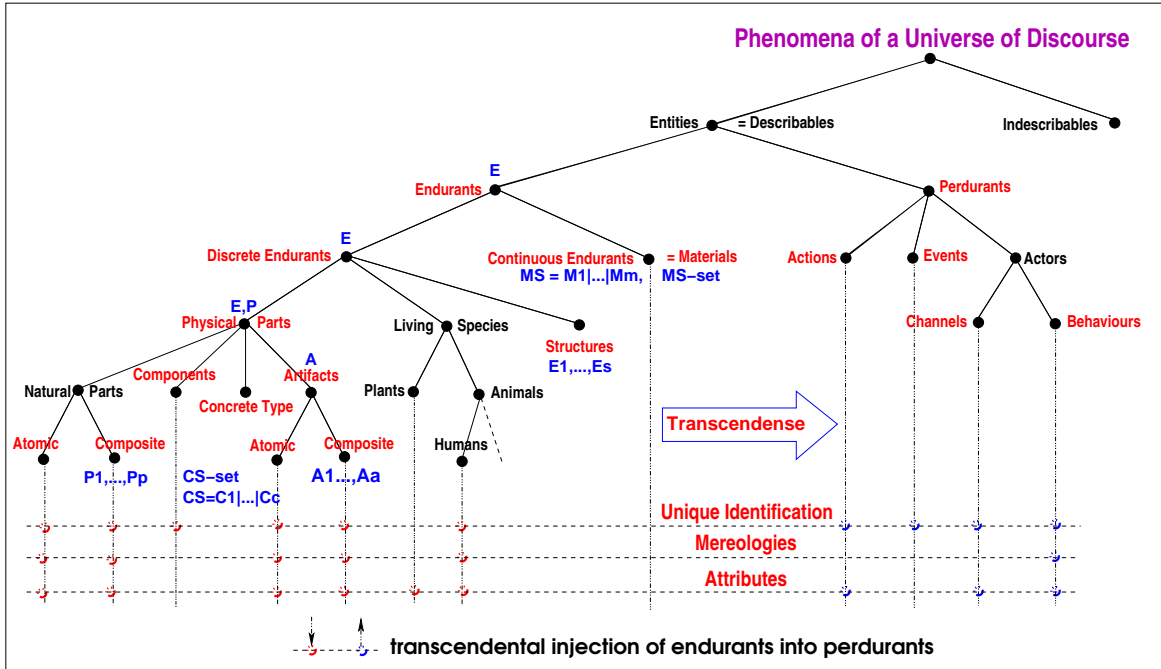 Phenomena of a Universe of Discourse
Entities = Describables
Indescribables
E
Endurants
Perdurants
E
Discrete Endurants
Continuous Endurants = Materials
MS = M1|...|Mm, MS-set
Actions
Events
Actors
E,P
Physical Parts
Living Species
Structures
E1,...,Es
Channels
Behaviours
Natural Parts
Components
Concrete Type
A
Artifacts
Plants
Animals
Transcendense
Atomic
Composite
Atomic
Composite
Humans
P1,...,Pp
CS-set
CS=C1|...|Cc
A1...,Aa
Unique Identification
Mereologies
Attributes
transcendental injection of endurants into perdurants